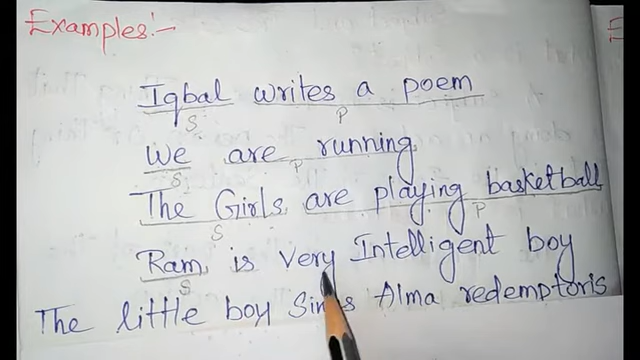 Examples:-
Iqbal writes a poem
S P
We are running
S P
The Girls are playing basketball
S P
Ram is very Intelligent boy
S
The little boy Sings Alma redemptoris